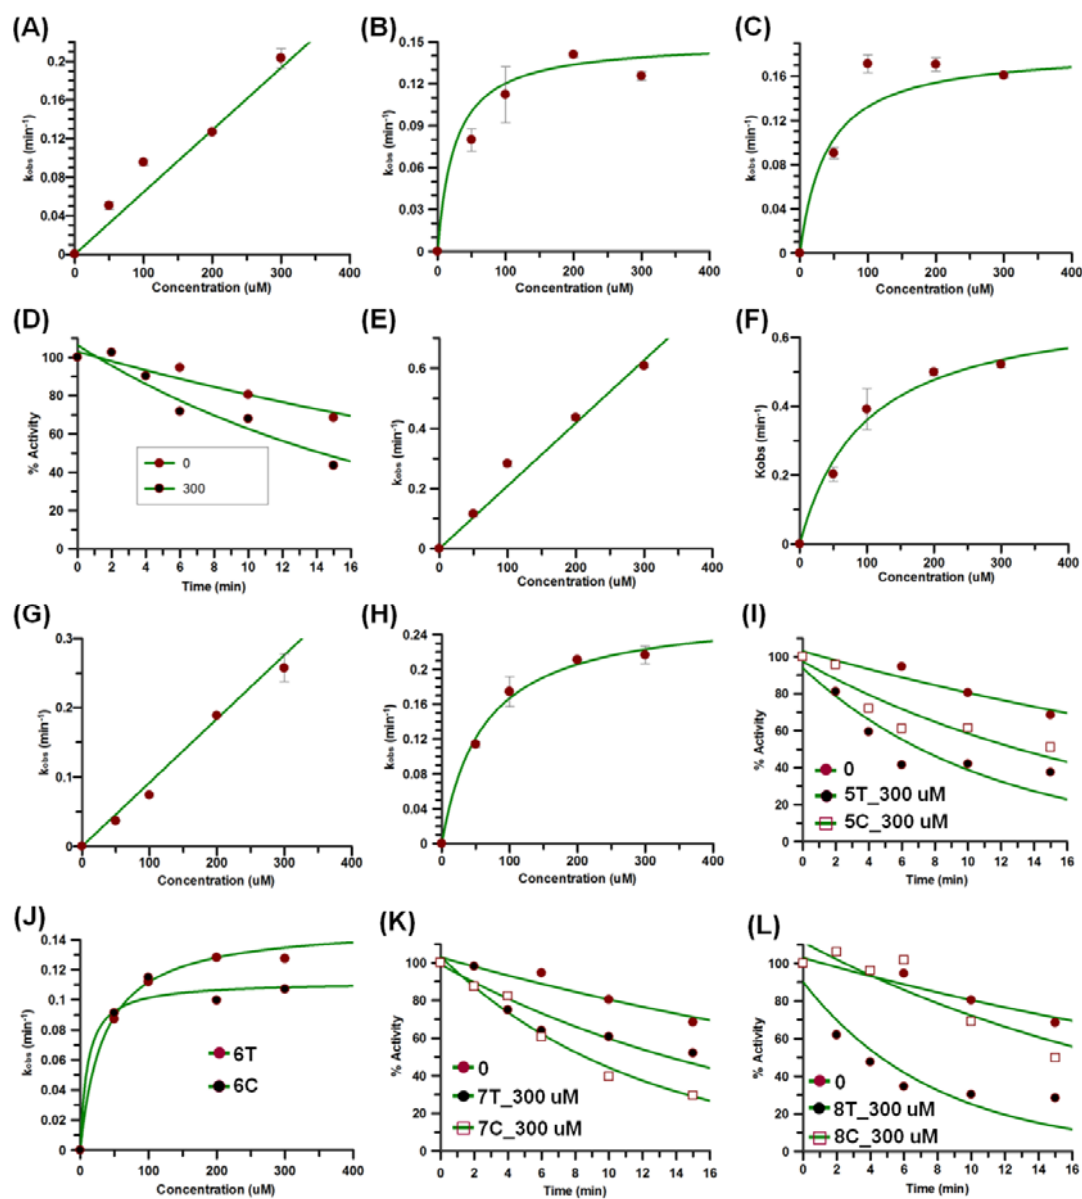 (A)
kobs (min⁻¹)
0.2
0.16
0.12
0.08
0.04
0
0 100 200 300 400
Concentration (uM)
(B)
kobs (min⁻¹)
0.15
0.12
0.09
0.06
0.03
0
0 100 200 300 400
Concentration (uM)
(C)
kobs (min⁻¹)
0.16
0.12
0.08
0.04
0
0 100 200 300 400
Concentration (uM)
(D)
% Activity
100
80
60
40
20
0
0
300
0 2 4 6 8 10 12 14 16
Time (min)
(E)
kobs (min⁻¹)
0.6
0.4
0.2
0
0 100 200 300 400
Concentration (uM)
(F)
Kobs (min⁻¹)
0.6
0.4
0.2
0
0 100 200 300 400
Concentration (uM)
(G)
kobs (min⁻¹)
0.3
0.2
0.1
0
0 100 200 300 400
Concentration (uM)
(H)
kobs (min⁻¹)
0.24
0.2
0.16
0.12
0.08
0.04
0
0 100 200 300 400
Concentration (uM)
(I)
% Activity
100
80
60
40
20
0
0
5T_300 uM
5C_300 uM
0 2 4 6 8 10 12 14 16
Time (min)
(J)
kobs (min⁻¹)
0.14
0.12
0.1
0.08
0.06
0.04
0.02
0
6T
6C
0 100 200 300 400
Concentration (uM)
(K)
% Activity
100
80
60
40
20
0
0
7T_300 uM
7C_300 uM
0 2 4 6 8 10 12 14 16
Time (min)
(L)
% Activity
100
80
60
40
20
0
0
8T_300 uM
8C_300 uM
0 2 4 6 8 10 12 14 16
Time (min)